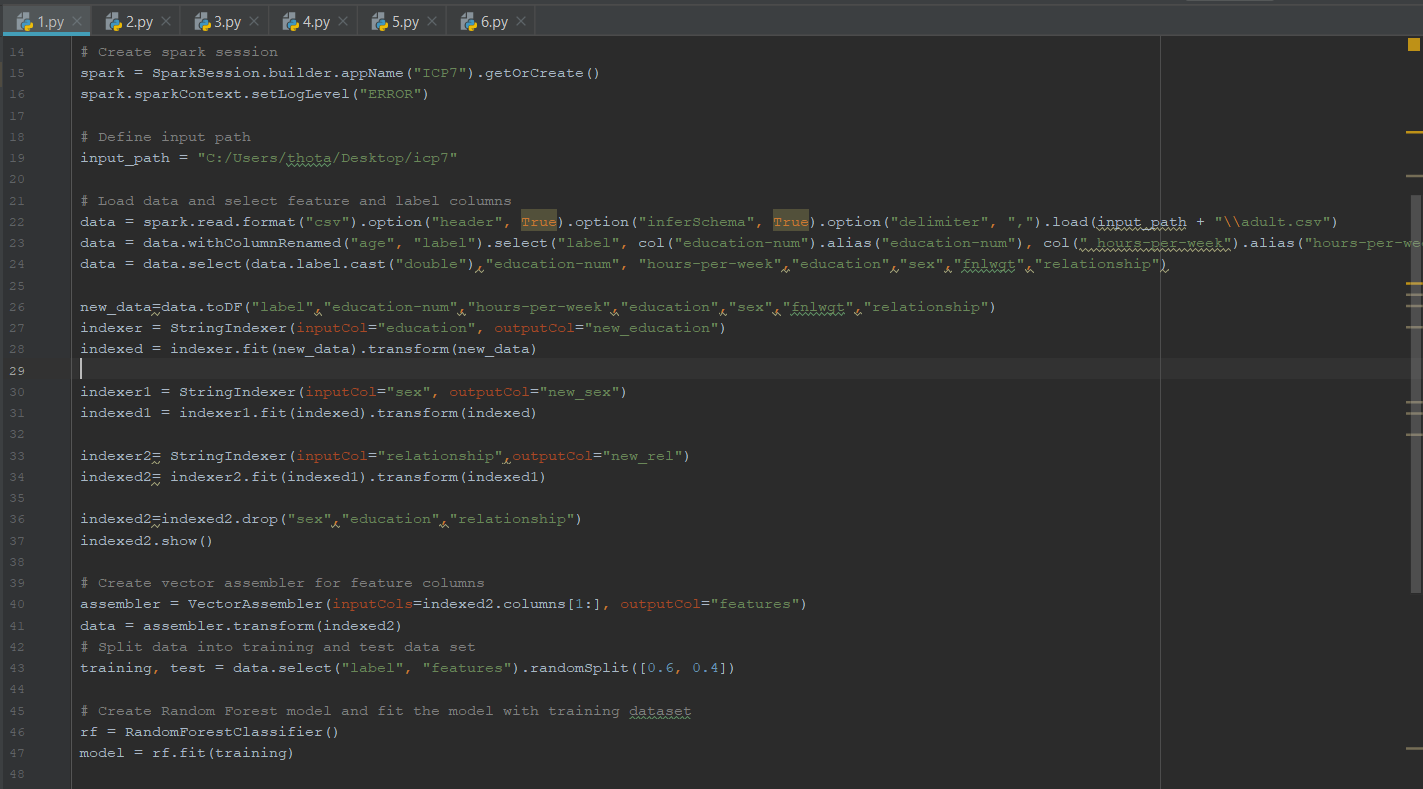 1.py 2.py 3.py 4.py 5.py 6.py
14 # Create spark session
15 spark = SparkSession.builder.appName("ICP7").getOrCreate()
16 spark.sparkContext.setLogLevel("ERROR")
17
18 # Define input path
19 input_path = "C:/Users/thota/Desktop/icp7"
20
21 # Load data and select feature and label columns
22 data = spark.read.format("csv").option("header", True).option("inferSchema", True).option("delimiter", ",").load(input_path + "\\adult.csv")
23 data = data.withColumnRenamed("age", "label").select("label", col("education-num").alias("education-num"), col(" hours-per-week").alias("hours-per-we
24 data = data.select(data.label.cast("double"),"education-num", "hours-per-week","education","sex","fnlwgt","relationship")
25
26 new_data=data.toDF("label","education-num","hours-per-week","education","sex","fnlwgt","relationship")
27 indexer = StringIndexer(inputCol="education", outputCol="new_education")
28 indexed = indexer.fit(new_data).transform(new_data)
29
30 indexer1 = StringIndexer(inputCol="sex", outputCol="new_sex")
31 indexed1 = indexer1.fit(indexed).transform(indexed)
32
33 indexer2= StringIndexer(inputCol="relationship",outputCol="new_rel")
34 indexed2= indexer2.fit(indexed1).transform(indexed1)
35
36 indexed2=indexed2.drop("sex","education","relationship")
37 indexed2.show()
38
39 # Create vector assembler for feature columns
40 assembler = VectorAssembler(inputCols=indexed2.columns[1:], outputCol="features")
41 data = assembler.transform(indexed2)
42 # Split data into training and test data set
43 training, test = data.select("label", "features").randomSplit([0.6, 0.4])
44
45 # Create Random Forest model and fit the model with training dataset
46 rf = RandomForestClassifier()
47 model = rf.fit(training)
48